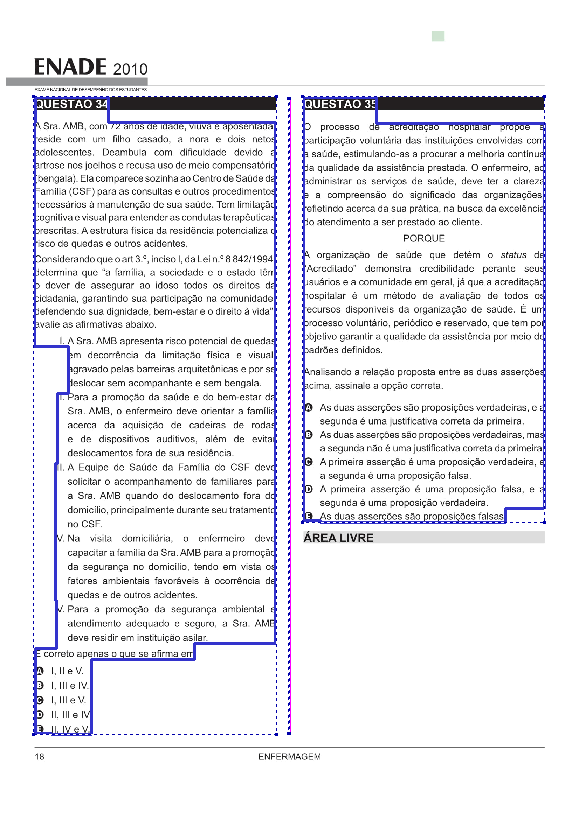 ENADE 2010
EXAME NACIONAL DE DESEMPENHO DOS ESTUDANTES
QUESTÃO 34
A Sra. AMB, com 72 anos de idade, viúva e aposentada,
reside com um filho casado, a nora e dois netos
adolescentes. Deambula com dificuldade devido a
artrose nos joelhos e recusa uso de meio compensatório
(bengala). Ela comparece sozinha ao Centro de Saúde da
Família (CSF) para as consultas e outros procedimentos
necessários à manutenção de sua saúde. Tem limitação
cognitiva e visual para entender as condutas terapêuticas
prescritas. A estrutura física da residência potencializa o
risco de quedas e outros acidentes.
Considerando que o art 3.º, inciso I, da Lei n.º 8.842/1994,
determina que “a família, a sociedade e o estado têm
o dever de assegurar ao idoso todos os direitos da
cidadania, garantindo sua participação na comunidade,
defendendo sua dignidade, bem-estar e o direito à vida”,
avalie as afirmativas abaixo.
I. A Sra. AMB apresenta risco potencial de quedas
em decorrência da limitação física e visual,
agravado pelas barreiras arquitetônicas e por se
deslocar sem acompanhante e sem bengala.
II. Para a promoção da saúde e do bem-estar da
Sra. AMB, o enfermeiro deve orientar a família
acerca da aquisição de cadeiras de rodas
e de dispositivos auditivos, além de evitar
deslocamentos fora de sua residência.
III. A Equipe de Saúde da Família do CSF deve
solicitar o acompanhamento de familiares para
a Sra. AMB quando do deslocamento fora do
domicílio, principalmente durante seu tratamento
no CSF.
IV. Na visita domiciliária, o enfermeiro deve
capacitar a família da Sra. AMB para a promoção
da segurança no domicílio, tendo em vista os
fatores ambientais favoráveis à ocorrência de
quedas e de outros acidentes.
V. Para a promoção da segurança ambiental e
atendimento adequado e seguro, a Sra. AMB
deve residir em instituição asilar.
É correto apenas o que se afirma em
A I, II e V.
B I, III e IV.
C I, III e V.
D II, III e IV.
E II, IV e V.
QUESTÃO 35
O processo de acreditação hospitalar propõe a
participação voluntária das instituições envolvidas com
a saúde, estimulando-as a procurar a melhoria contínua
da qualidade da assistência prestada. O enfermeiro, ao
administrar os serviços de saúde, deve ter a clareza
e a compreensão do significado das organizações,
refletindo acerca da sua prática, na busca da excelência
do atendimento a ser prestado ao cliente.
PORQUE
A organização de saúde que detém o status de
“Acreditado” demonstra credibilidade perante seus
usuários e a comunidade em geral, já que a acreditação
hospitalar é um método de avaliação de todos os
recursos disponíveis da organização de saúde. É um
processo voluntário, periódico e reservado, que tem por
objetivo garantir a qualidade da assistência por meio de
padrões definidos.
Analisando a relação proposta entre as duas asserções
acima, assinale a opção correta.
A As duas asserções são proposições verdadeiras, e a
segunda é uma justificativa correta da primeira.
B As duas asserções são proposições verdadeiras, mas
a segunda não é uma justificativa correta da primeira.
C A primeira asserção é uma proposição verdadeira, e
a segunda é uma proposição falsa.
D A primeira asserção é uma proposição falsa, e a
segunda é uma proposição verdadeira.
E As duas asserções são proposições falsas.
ÁREA LIVRE
18
ENFERMAGEM